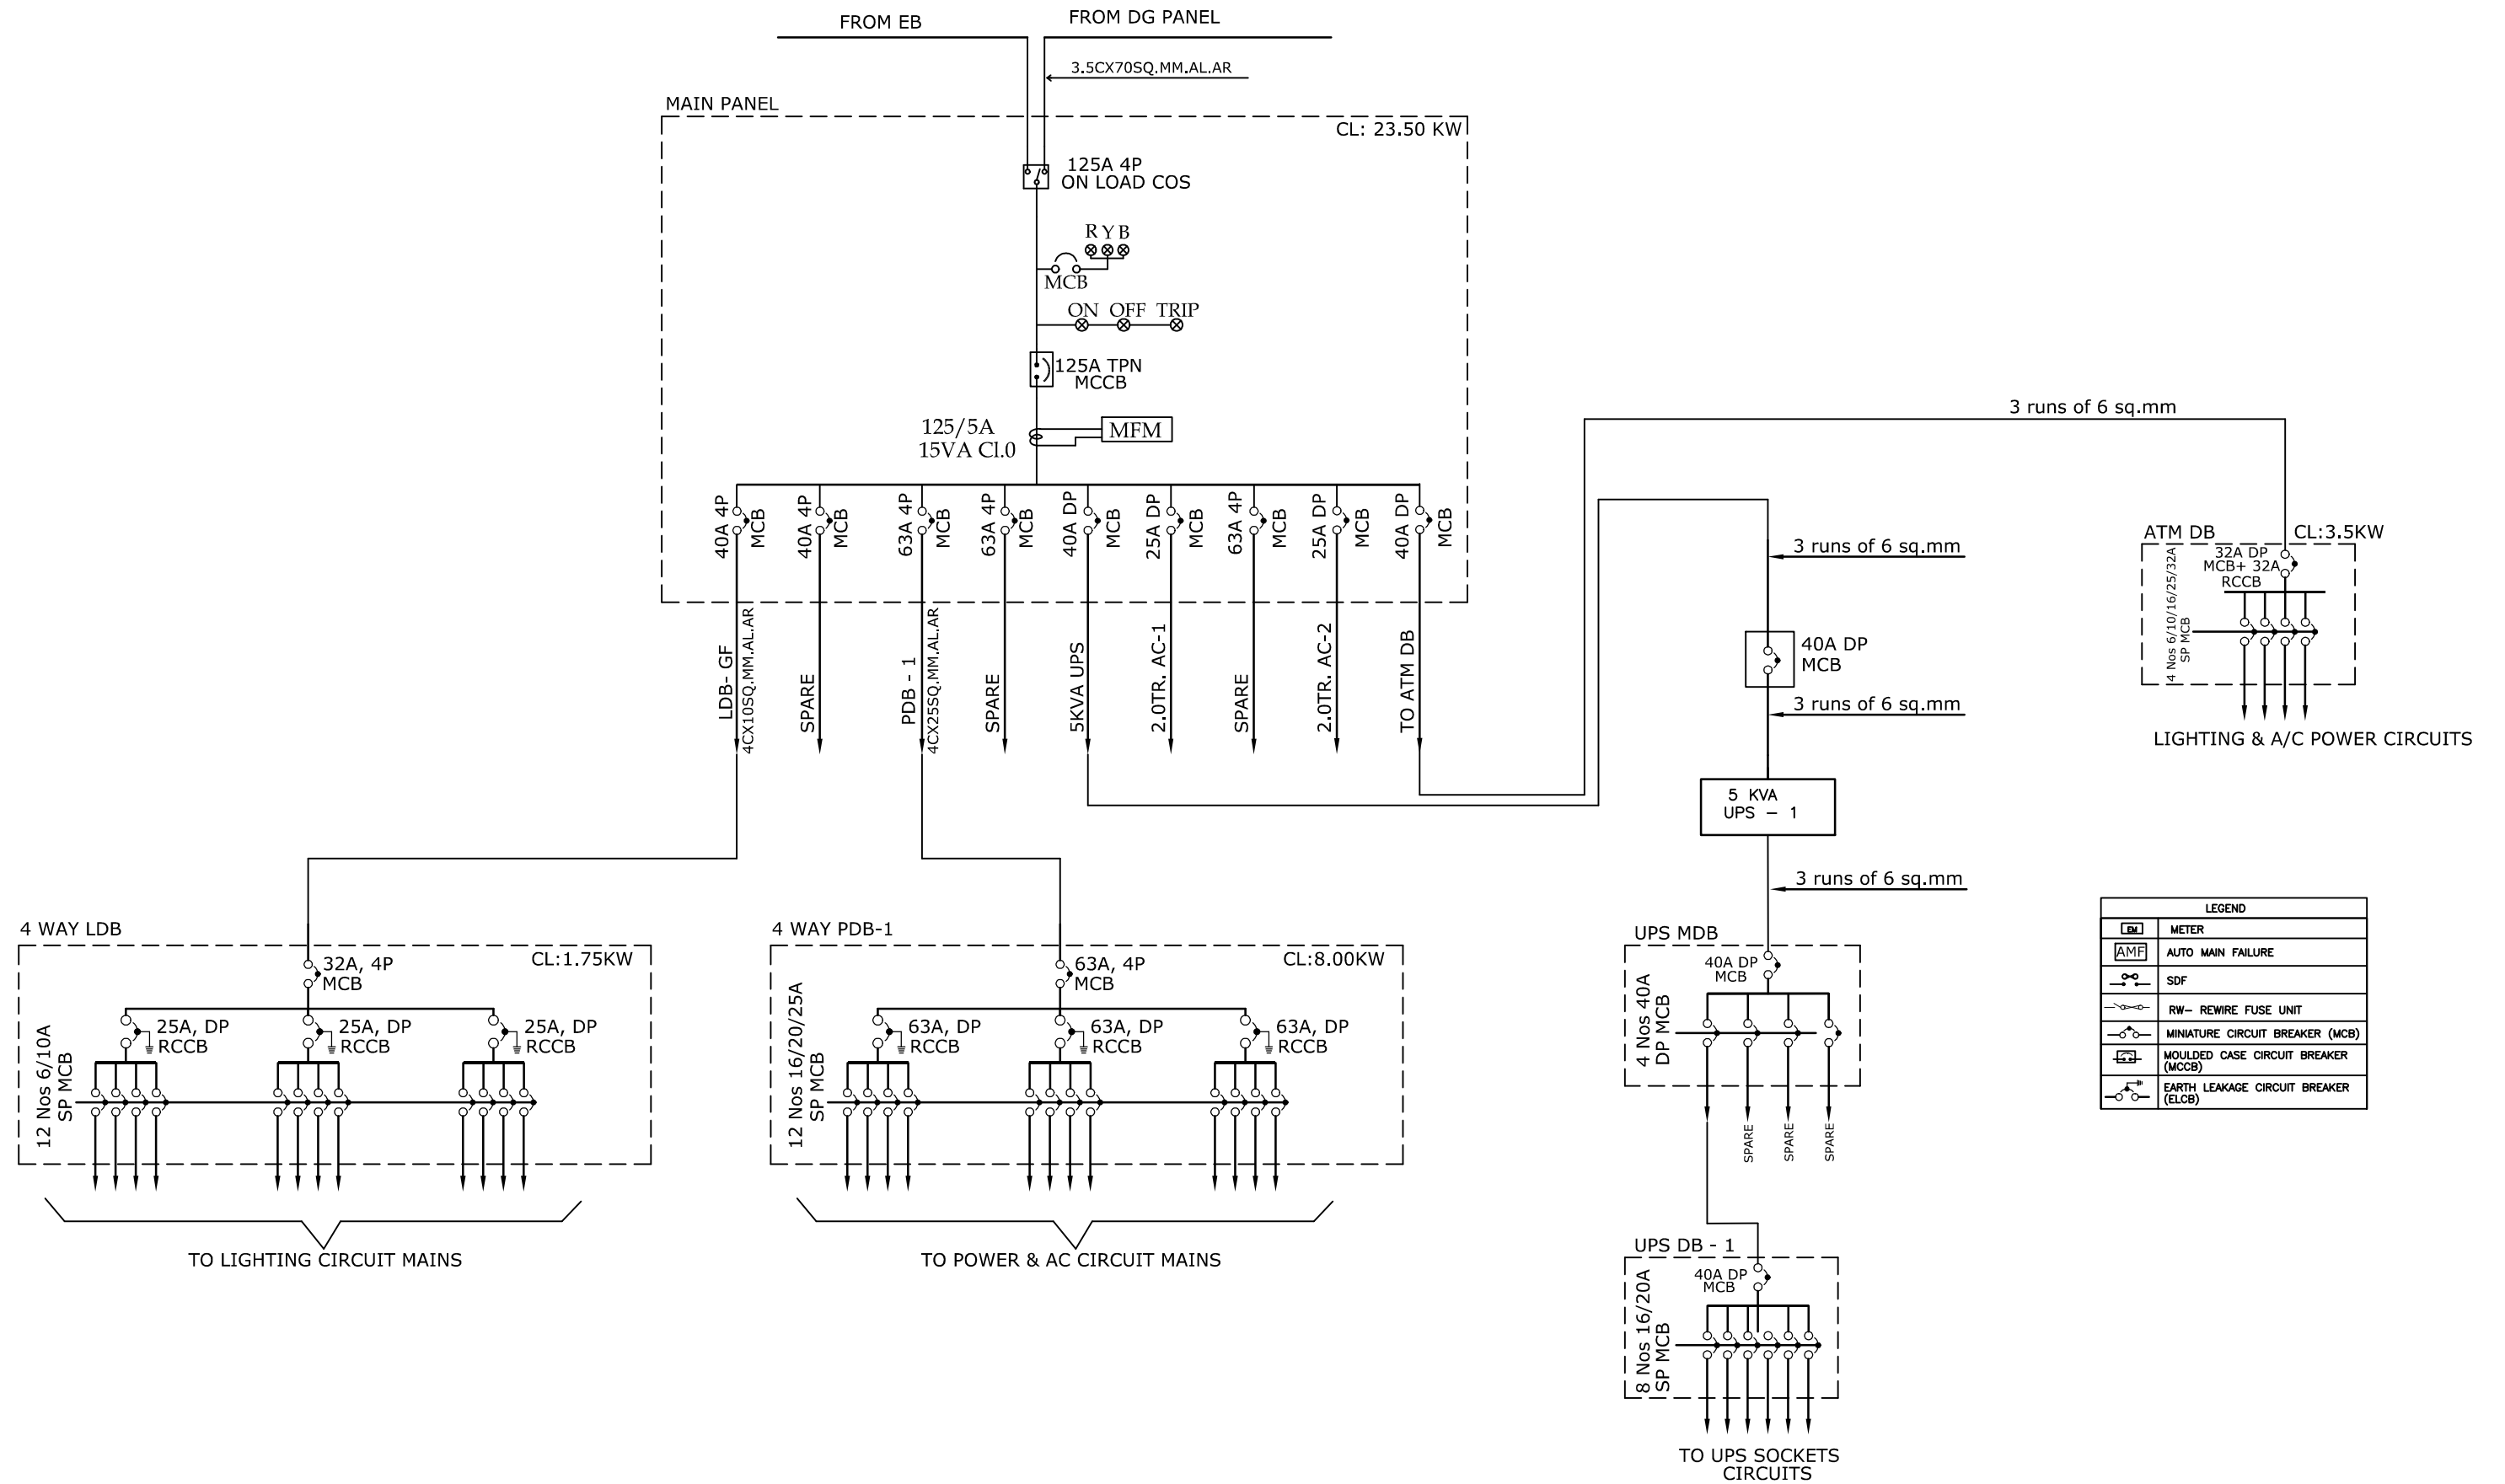 FROM EB
FROM DG PANEL
3.5CX70SQ.MM.AL.AR
MAIN PANEL
CL: 23.50 KW
125A 4P
ON LOAD COS
R Y B
MCB
ON OFF TRIP
125A TPN
MCCB
125/5A
15VA Cl.0
MFM
40A 4P
MCB
40A 4P
MCB
63A 4P
MCB
63A 4P
MCB
40A DP
MCB
25A DP
MCB
63A 4P
MCB
25A DP
MCB
40A DP
MCB
LDB- GF
4CX10SQ.MM.AL.AR
SPARE
PDB - 1
4CX25SQ.MM.AL.AR
SPARE
5KVA UPS
2.0TR. AC-1
SPARE
2.0TR. AC-2
TO ATM DB
3 runs of 6 sq.mm
3 runs of 6 sq.mm
40A DP
MCB
3 runs of 6 sq.mm
5 KVA
UPS - 1
3 runs of 6 sq.mm
ATM DB
CL:3.5KW
32A DP
MCB+ 32A
RCCB
4 Nos 6/10/16/25/32A
SP MCB
LIGHTING & A/C POWER CIRCUITS
4 WAY LDB
CL:1.75KW
32A, 4P
MCB
25A, DP
RCCB
25A, DP
RCCB
25A, DP
RCCB
12 Nos 6/10A
SP MCB
TO LIGHTING CIRCUIT MAINS
4 WAY PDB-1
CL:8.00KW
63A, 4P
MCB
63A, DP
RCCB
63A, DP
RCCB
63A, DP
RCCB
12 Nos 16/20/25A
SP MCB
TO POWER & AC CIRCUIT MAINS
UPS MDB
40A DP
MCB
4 Nos 40A
DP MCB
SPARE
SPARE
SPARE
UPS DB - 1
40A DP
MCB
8 Nos 16/20A
SP MCB
TO UPS SOCKETS
CIRCUITS
LEGEND
EM
METER
AMF
AUTO MAIN FAILURE
SDF
RW- REWIRE FUSE UNIT
MINIATURE CIRCUIT BREAKER (MCB)
MOULDED CASE CIRCUIT BREAKER
(MCCB)
EARTH LEAKAGE CIRCUIT BREAKER
(ELCB)